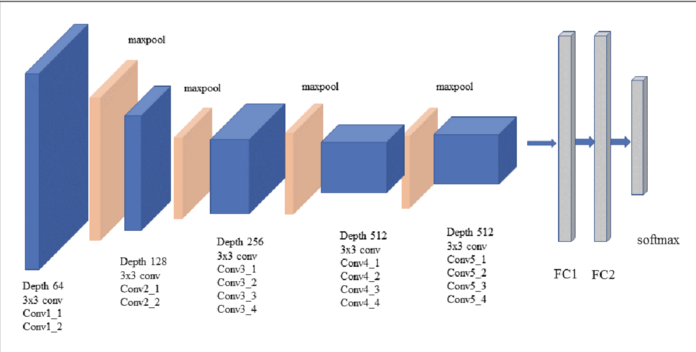 maxpool
maxpool
maxpool
maxpool
Depth 64
3x3 conv
Conv1_1
Conv1_2
Depth 128
3x3 conv
Conv2_1
Conv2_2
Depth 256
3x3 conv
Conv3_1
Conv3_2
Conv3_3
Conv3_4
Depth 512
3x3 conv
Conv4_1
Conv4_2
Conv4_3
Conv4_4
Depth 512
3x3 conv
Conv5_1
Conv5_2
Conv5_3
Conv5_4
FC1
FC2
softmax